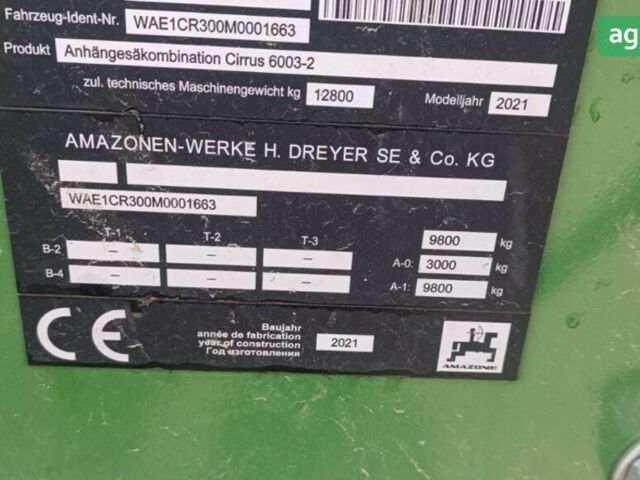 Fahrzeug-Ident-Nr. WAE1CR300M0001663
ag
Produkt Anhängesäkombination Cirrus 6003-2
zul. technisches Maschinengewicht kg 12800 Modelljahr 2021
AMAZONEN-WERKE H. DREYER SE & Co. KG
WAE1CR300M0001663
T-1 T-2 T-3 9800 kg
B-2 – – – A-0: 3000 kg
B-4 – – – A-1: 9800 kg
CE
Baujahr
année de fabrication
year of construction 2021
Год изготовления
AMAZONE